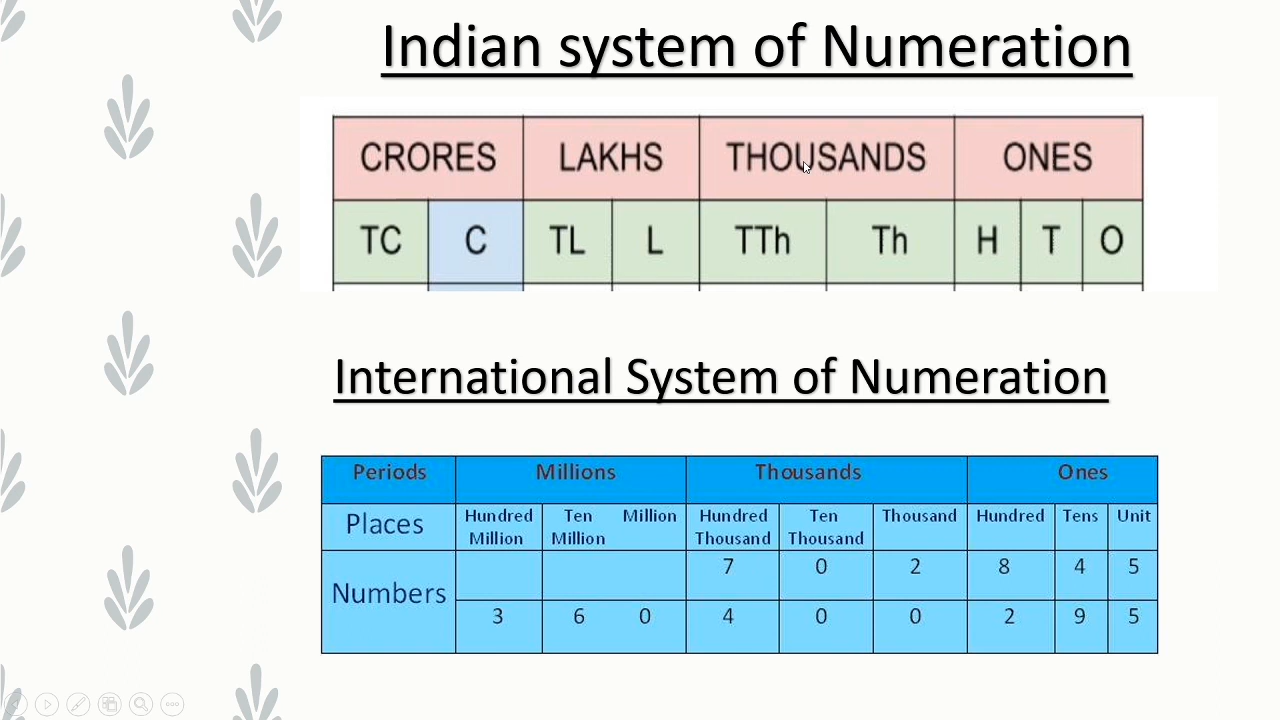 Indian system of Numeration
CRORES LAKHS THOUSANDS ONES
TC C TL L TTh Th H T O
International System of Numeration
Periods Millions Thousands Ones
Places Hundred Million Ten Million Million Hundred Thousand Ten Thousand Thousand Hundred Tens Unit
Numbers
7 0 2 8 4 5
3 6 0 4 0 0 2 9 5